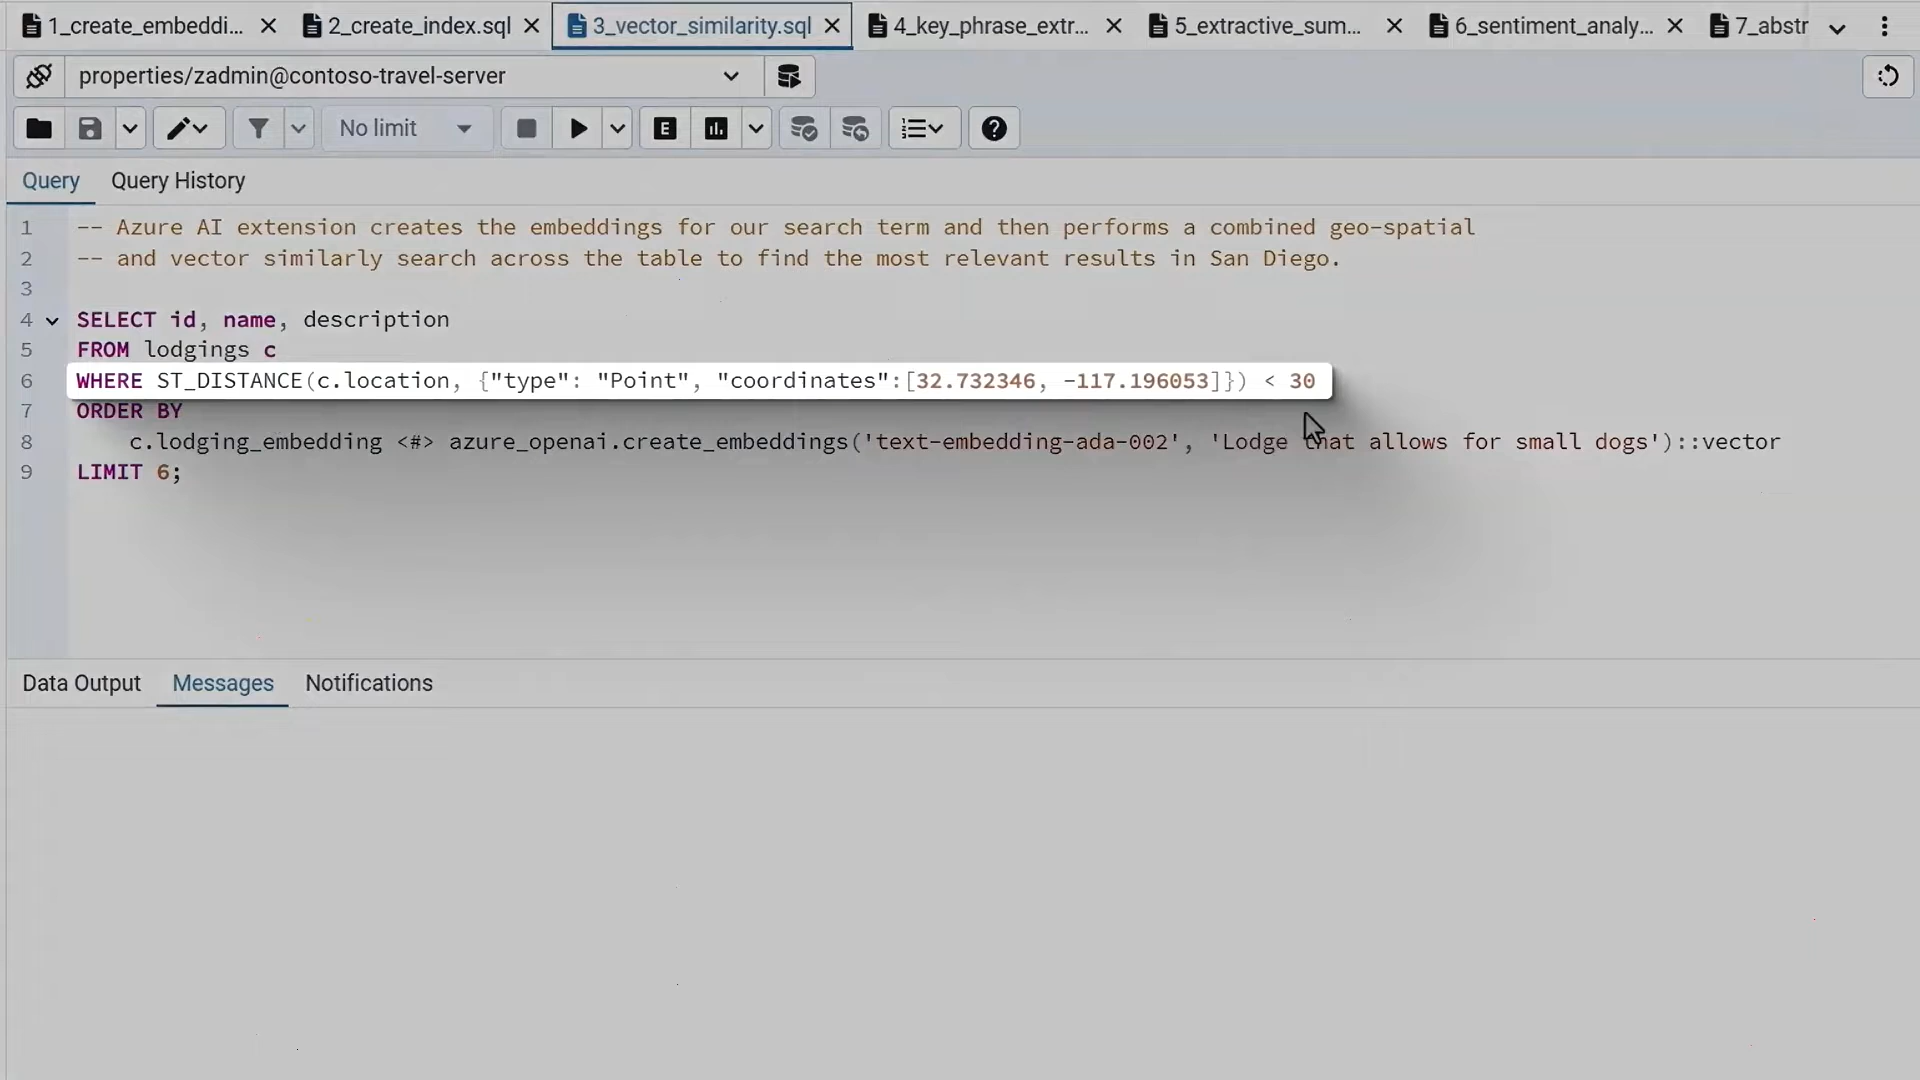 1_create_embeddi...
2_create_index.sql
3_vector_similarity.sql
4_key_phrase_extr...
5_extractive_sum...
6_sentiment_analy...
7_abstr
properties/zadmin@contoso-travel-server
No limit
E
Query
Query History
1 -- Azure AI extension creates the embeddings for our search term and then performs a combined geo-spatial
2 -- and vector similarly search across the table to find the most relevant results in San Diego.
3
4 SELECT id, name, description
5 FROM lodgings c
6 WHERE ST_DISTANCE(c.location, {"type": "Point", "coordinates":[32.732346, -117.196053]}) < 30
7 ORDER BY
8 c.lodging_embedding <#> azure_openai.create_embeddings('text-embedding-ada-002', 'Lodge that allows for small dogs')::vector
9 LIMIT 6;
Data Output
Messages
Notifications